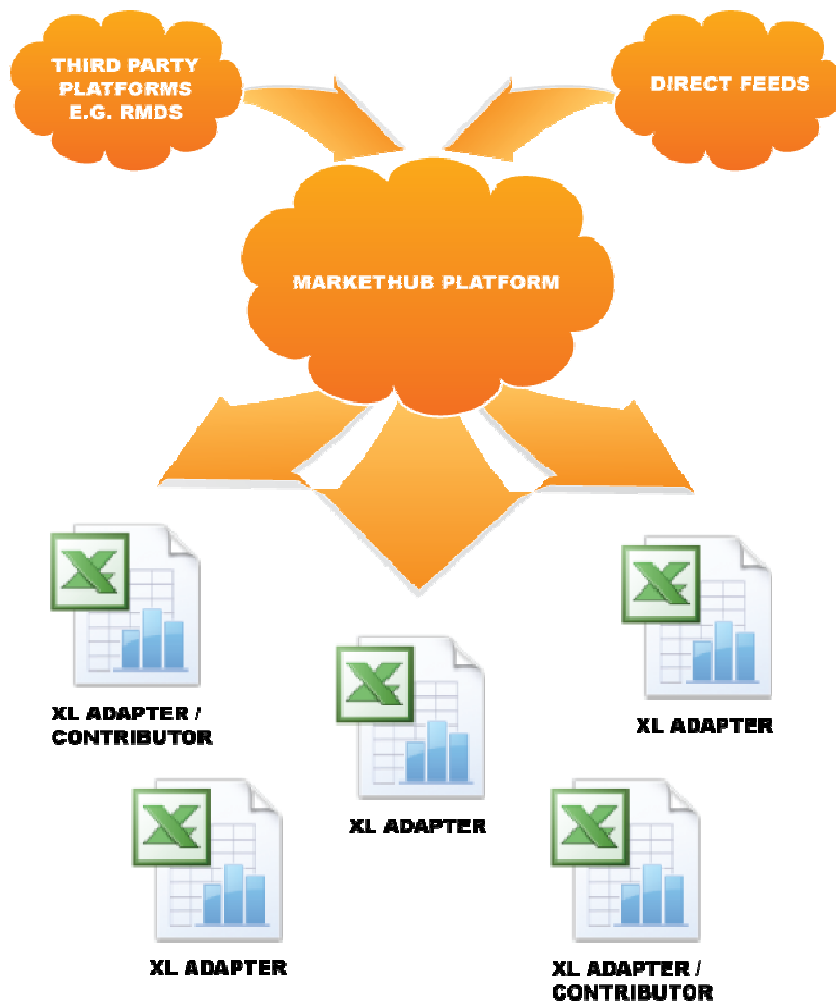 THIRD PARTY
PLATFORMS
E.G. RMDS
DIRECT FEEDS
MARKETHUB PLATFORM
XL ADAPTER /
CONTRIBUTOR
XL ADAPTER
XL ADAPTER
XL ADAPTER
XL ADAPTER /
CONTRIBUTOR